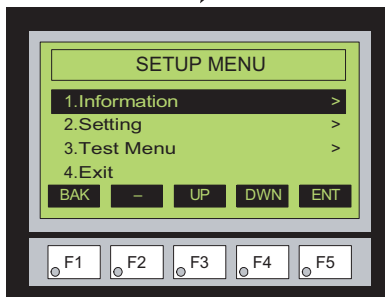 SETUP MENU
1.Information >
2.Setting >
3.Test Menu >
4.Exit
BAK – UP DWN ENT
F1 F2 F3 F4 F5